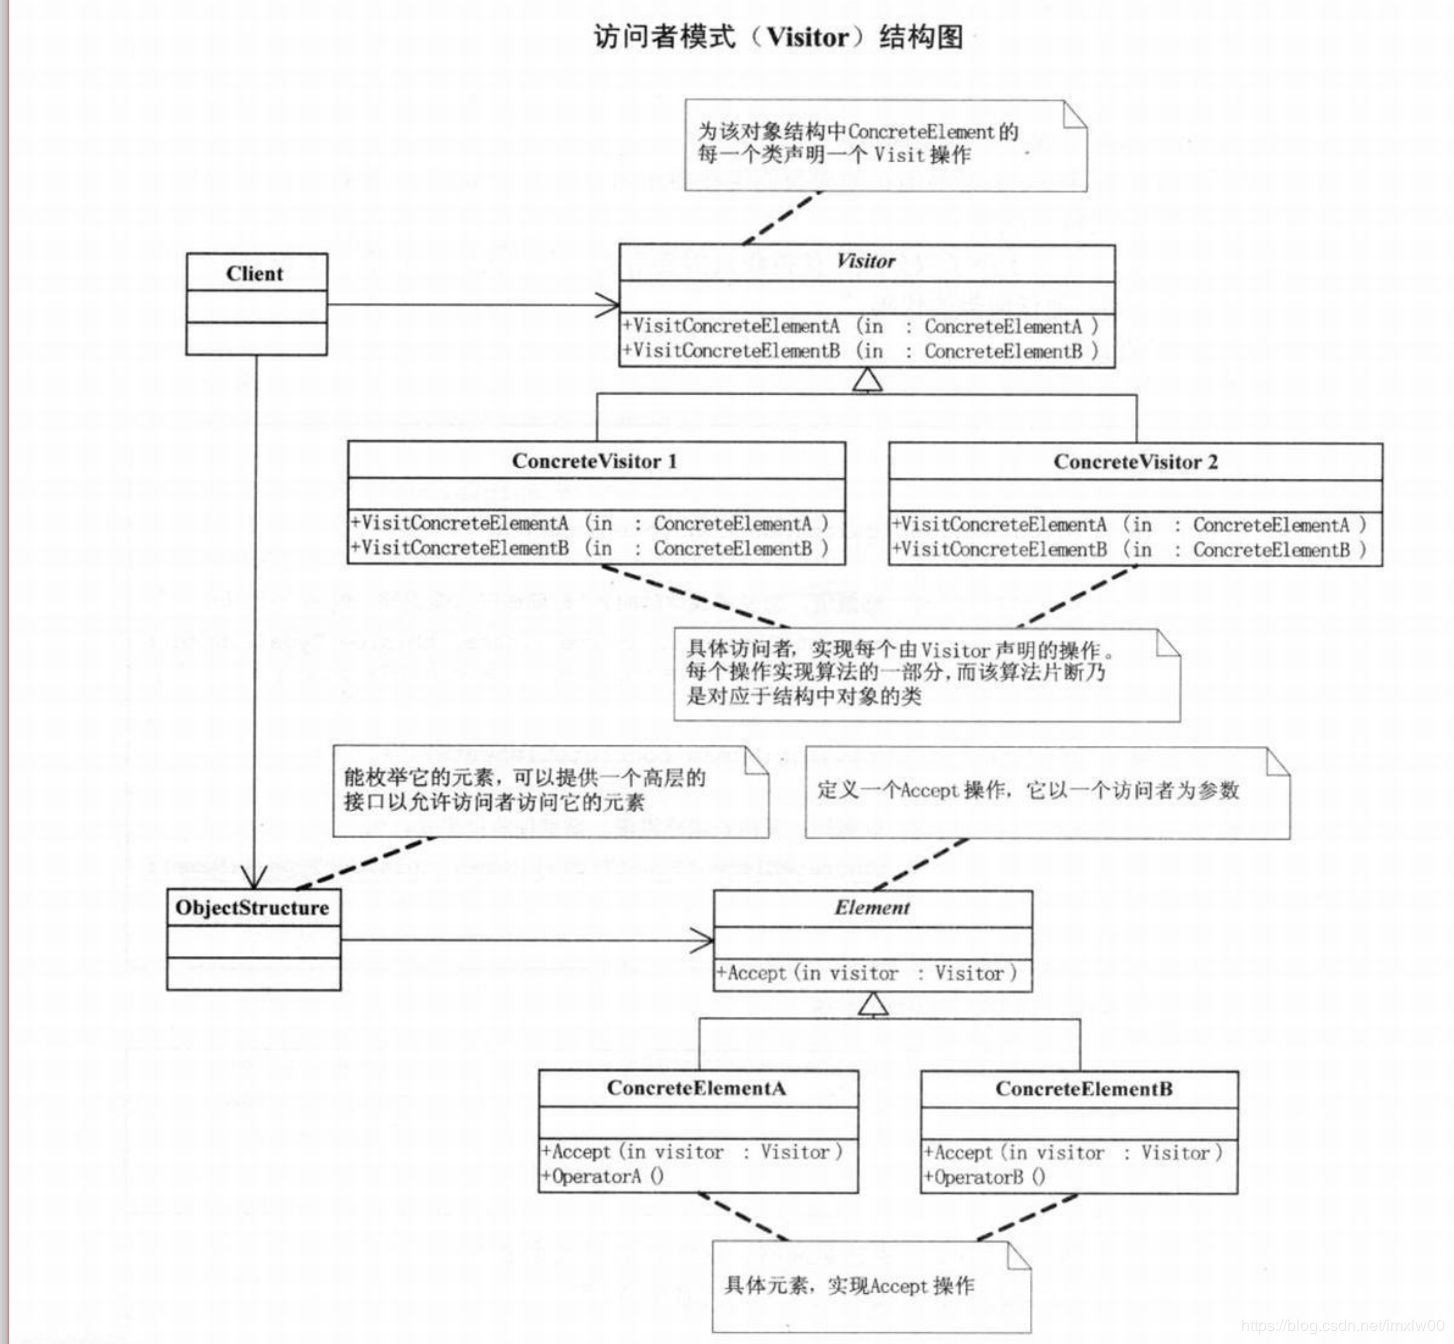 访问者模式（Visitor）结构图
为该对象结构中ConcreteElement的
每一个类声明一个 Visit 操作
Client
Visitor
+VisitConcreteElementA (in : ConcreteElementA )
+VisitConcreteElementB (in : ConcreteElementB )
ConcreteVisitor 1
+VisitConcreteElementA (in : ConcreteElementA )
+VisitConcreteElementB (in : ConcreteElementB )
ConcreteVisitor 2
+VisitConcreteElementA (in : ConcreteElementA )
+VisitConcreteElementB (in : ConcreteElementB )
具体访问者，实现每个由Visitor声明的操作。
每个操作实现算法的一部分，而该算法片断乃
是对应于结构中对象的类
能枚举它的元素，可以提供一个高层的
接口以允许访问者访问它的元素
定义一个Accept 操作，它以一个访问者为参数
ObjectStructure
Element
+Accept(in visitor : Visitor)
ConcreteElementA
+Accept(in visitor : Visitor)
+OperatorA ()
ConcreteElementB
+Accept(in visitor : Visitor)
+OperatorB ()
具体元素，实现Accept 操作
https://blog.csdn.net/lmxlw00